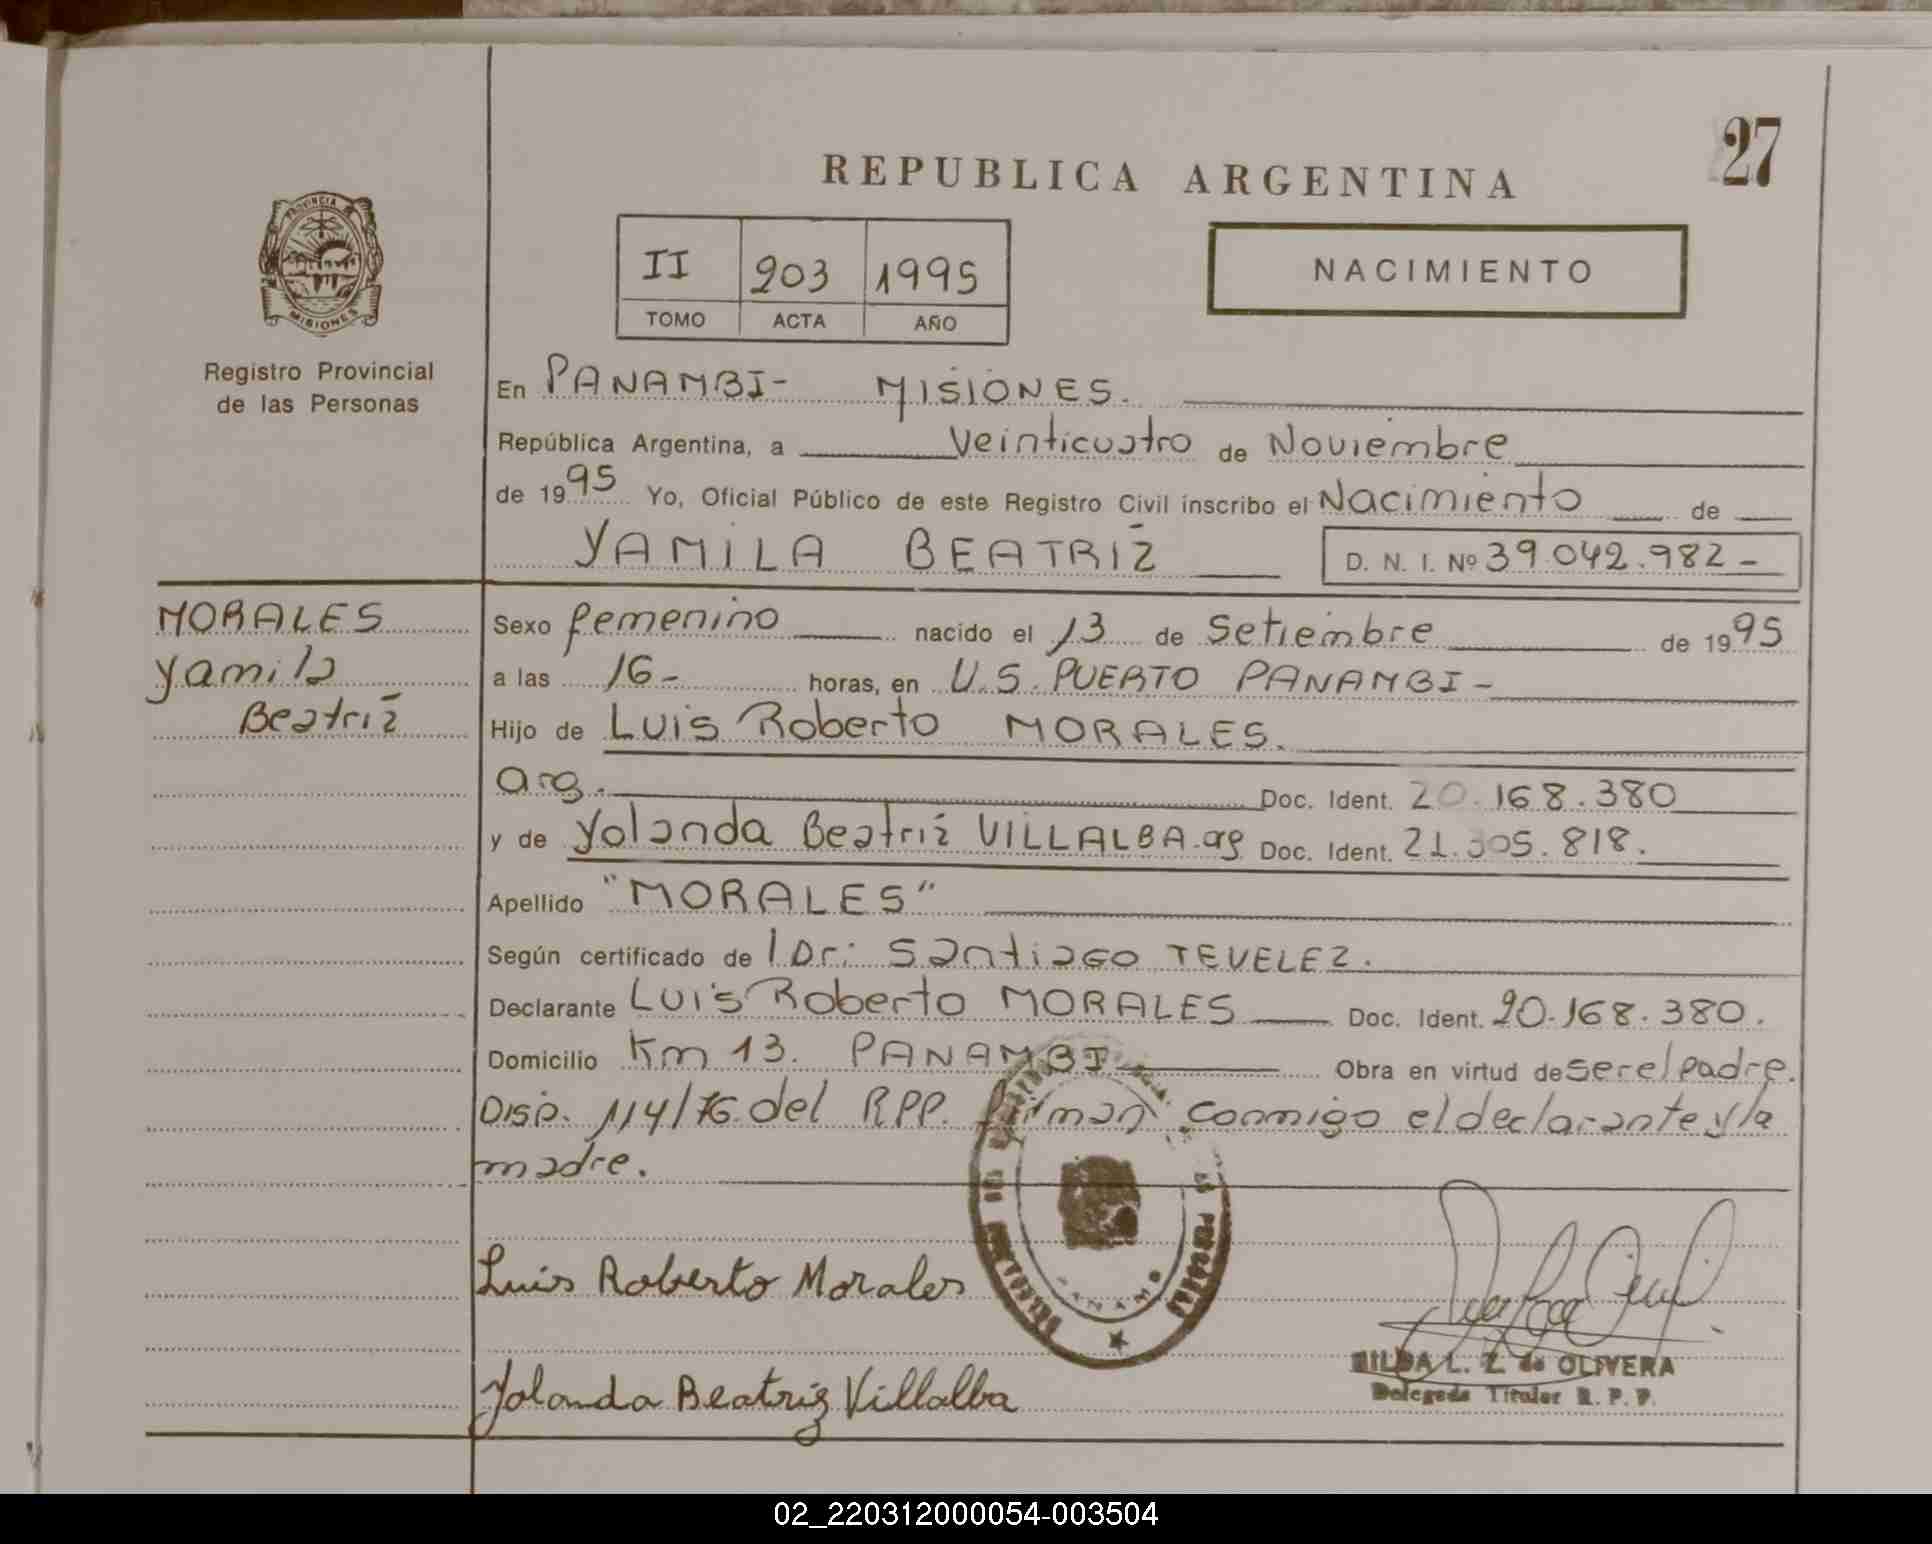 27
REPUBLICA ARGENTINA
PROVINCIA
MISIONES
Registro Provincial
de las Personas
II 203 1995
TOMO ACTA AÑO
NACIMIENTO
En PANAMBI- MISIONES.
República Argentina, a Veinticuatro de Noviembre
de 1995 Yo, Oficial Público de este Registro Civil inscribo el Nacimiento de
YAMILA BEATRIZ D. N. I. Nº 39.042.982-
MORALES
Yamila
Beatriz
Sexo femenino nacido el 13 de Setiembre de 1995
a las 16- horas, en U.S. PUERTO PANAMBI-
Hijo de Luis Roberto MORALES.
arg. Doc. Ident. 20.168.380
y de Yolanda Beatriz VILLALBA. arg Doc. Ident. 21.305.818.
Apellido "MORALES"
Según certificado de l Dr: Santiago TEVELEZ.
Declarante Luis Roberto MORALES Doc. Ident. 20.168.380.
Domicilio Km 13. PANAMBI Obra en virtud de ser el padre.
Disp. 114/76 del RPP. firman conmigo el declarante y la
madre.
Luis Roberto Morales
Yolanda Beatriz Villalba
HILDA L. Z. de OLIVERA
Delegada Titular R. P. P.
02_220312000054-003504